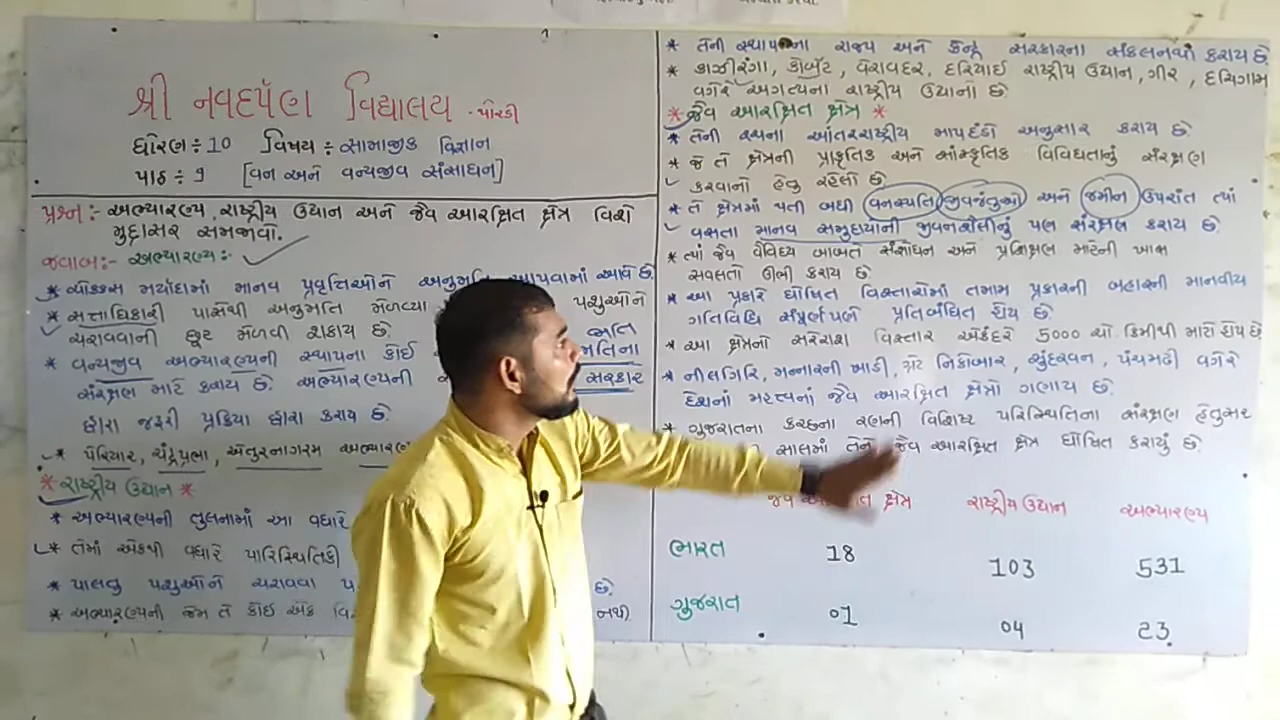 શ્રી નવદર્પણ વિદ્યાલય - પોરડી
ધોરણ ÷ 10 વિષય ÷ સામાજીક વિજ્ઞાન
પાઠ ÷ 9 [વન અને વન્યજીવ સંસાધન]
પ્રશ્ન :- અભ્યારણ્ય, રાષ્ટ્રીય ઉદ્યાન અને જૈવ આરક્ષિત ક્ષેત્ર વિશે
મુદ્દાસર સમજાવો.
જવાબ:- અભ્યારણ્ય:-
* ચોક્કસ મર્યાદામાં માનવ પ્રવૃત્તિઓને અનુમતિ આપવામાં આવે છે
* સત્તાધિકારી પાસેથી અનુમતિ મેળવ્યા પશુઓને
ચરાવવાની છૂટ મેળવી શકાય છે.
* વન્યજીવ અભ્યારણ્યની સ્થાપના કોઈ જાતિ
સંરક્ષણ માટે કરાય છે. અભ્યારણ્યની સરકાર
દ્વારા જરૂરી પ્રક્રિયા દ્વારા કરાય છે.
* પેરિયાર, ચંદ્રપ્રભા, એતુરનાગરમ
* રાષ્ટ્રીય ઉદ્યાન *
* અભ્યારણ્યની તુલનામાં આ વધારે
* તેમાં એકથી વધારે પારિસ્થિતિકી
* પાલતુ પશુઓને ચરાવવા છે.
* અભ્યારણ્યની જેમ તે કોઈ એક નથી.
* તેની સ્થાપના રાજ્ય અને કેન્દ્ર સરકારના સંકલનથી કરાય છે.
* કાઝીરંગા, કોર્બેટ, વેરાવદર, દરિયાઈ રાષ્ટ્રીય ઉદ્યાન, ગીર, દચિગામ
વગેરે અગત્યના રાષ્ટ્રીય ઉદ્યાનો છે
* જૈવ આરક્ષિત ક્ષેત્ર *
* તેની રચના આંતરરાષ્ટ્રીય માપદંડો અનુસાર કરાય છે
* જે તે ક્ષેત્રની પ્રાકૃતિક અને સાંસ્કૃતિક વિવિધતાનું સંરક્ષણ
કરવાનો હેતુ રહેલો છે
* તે ક્ષેત્રમાં થતી બધી વનસ્પતિ જીવજંતુઓ અને જમીન ઉપરાંત ત્યાં
વસતા માનવ સમુદાયાની જીવનશૈલીનું પણ સંરક્ષણ કરાય છે
* ત્યાં જૈવ વૈવિધ્ય બાબતે સંશોધન અને પ્રશિક્ષણ માટેની ખાસ
સવલતો ઊભી કરાય છે
* આ પ્રકારે ઘોષિત વિસ્તારોમાં તમામ પ્રકારની બહારની માનવીય
ગતિવિધિ સંપૂર્ણપણે પ્રતિબંધિત હોય છે
* આ ક્ષેત્રનો સરેરાશ વિસ્તાર એકંદરે 5000 ચો કિમીથી મોટો હોય છે
* નીલગિરિ, મન્નારની ખાડી, ગ્રેટ નિકોબાર, સુંદરવન, પંચમઢી વગેરે
દેશનાં મહત્ત્વનાં જૈવ આરક્ષિત ક્ષેત્રો ગણાય છે.
* ગુજરાતના કચ્છના રણની વિશિષ્ટ પરિસ્થિતિના સંરક્ષણ હેતુસર
સાલમાં તેને જૈવ આરક્ષિત ક્ષેત્ર ઘોષિત કરાયું છે.
ક્ષેત્ર રાષ્ટ્રીય ઉદ્યાન અભ્યારણ્ય
ભારત 18 103 531
ગુજરાત 01 04 23